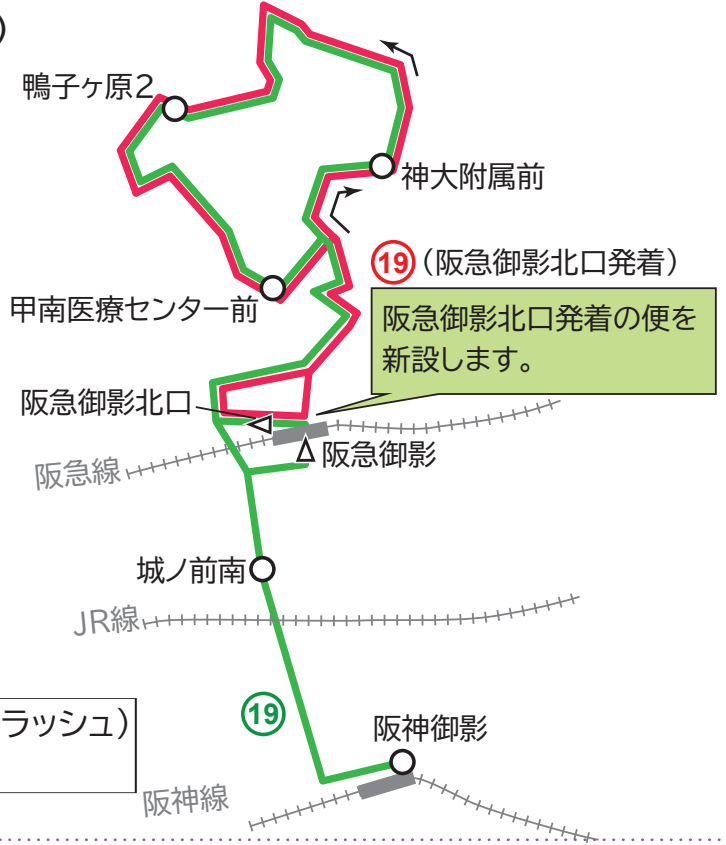 )
鴨子ヶ原2
神大附属前
19 (阪急御影北口発着)
甲南医療センター前
阪急御影北口発着の便を
新設します。
阪急御影北口
阪急御影
阪急線
城ノ前南
JR線
19
ラッシュ)
阪神御影
阪神線